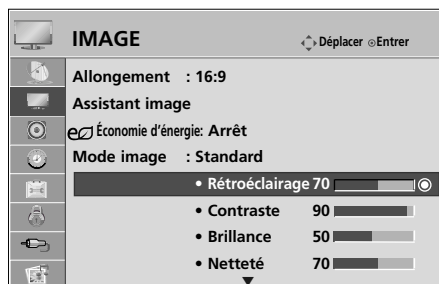 IMAGE Déplacer Entrer
Allongement : 16:9
Assistant image
Économie d'énergie: Arrêt
Mode image : Standard
• Rétroéclairage 70
• Contraste 90
• Brillance 50
• Netteté 70